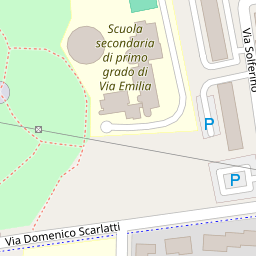 Scuola
secondaria
di primo
grado di
Via Emilia
Via Solferino
P
P
Via Domenico Scarlatti